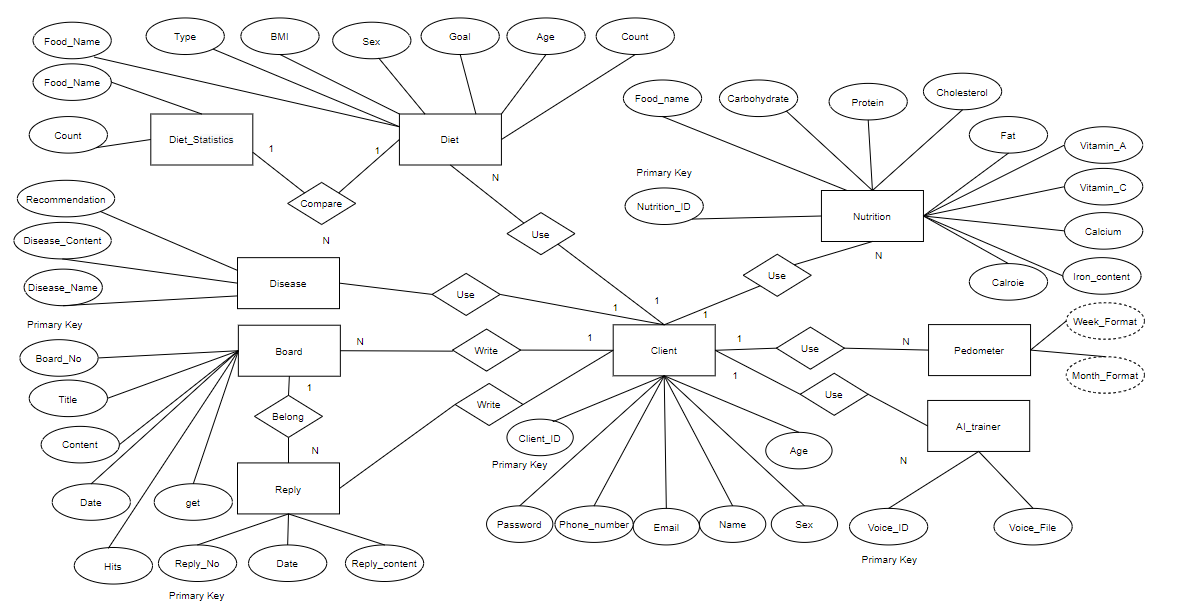 Food_Name
Type
BMI
Sex
Goal
Age
Count
Food_Name
Count
Diet_Statistics
Diet
1
1
Compare
N
N
Use
Food_name
Carbohydrate
Protein
Cholesterol
Fat
Vitamin_A
Vitamin_C
Calcium
Iron_content
Calroie
Primary Key
Nutrition_ID
Nutrition
N
Use
Recommendation
Disease_Content
Disease_Name
Disease
Use
1
1
1
Primary Key
Board_No
Title
Content
Date
Hits
get
Board
N
Write
1
Client
1
Use
N
Pedometer
Week_Format
Month_Format
1
Belong
N
Write
1
Use
AI_trainer
N
Reply
Client_ID
Primary Key
Age
Password
Phone_number
Email
Name
Sex
Voice_ID
Primary Key
Voice_File
Reply_No
Date
Reply_content
Primary Key